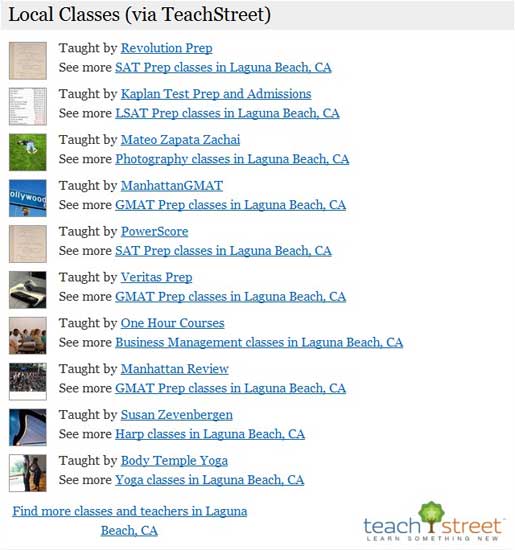 Local Classes (via TeachStreet)
Taught by Revolution Prep
See more SAT Prep classes in Laguna Beach, CA
Taught by Kaplan Test Prep and Admissions
See more LSAT Prep classes in Laguna Beach, CA
Taught by Mateo Zapata Zachai
See more Photography classes in Laguna Beach, CA
Taught by ManhattanGMAT
See more GMAT Prep classes in Laguna Beach, CA
ollywood
Taught by PowerScore
See more SAT Prep classes in Laguna Beach, CA
Taught by Veritas Prep
See more GMAT Prep classes in Laguna Beach, CA
Taught by One Hour Courses
See more Business Management classes in Laguna Beach, CA
Taught by Manhattan Review
See more GMAT Prep classes in Laguna Beach, CA
Taught by Susan Zevenbergen
See more Harp classes in Laguna Beach, CA
Taught by Body Temple Yoga
See more Yoga classes in Laguna Beach, CA
Find more classes and teachers in Laguna
Beach, CA
teach street
LEARN SOMETHING NEW